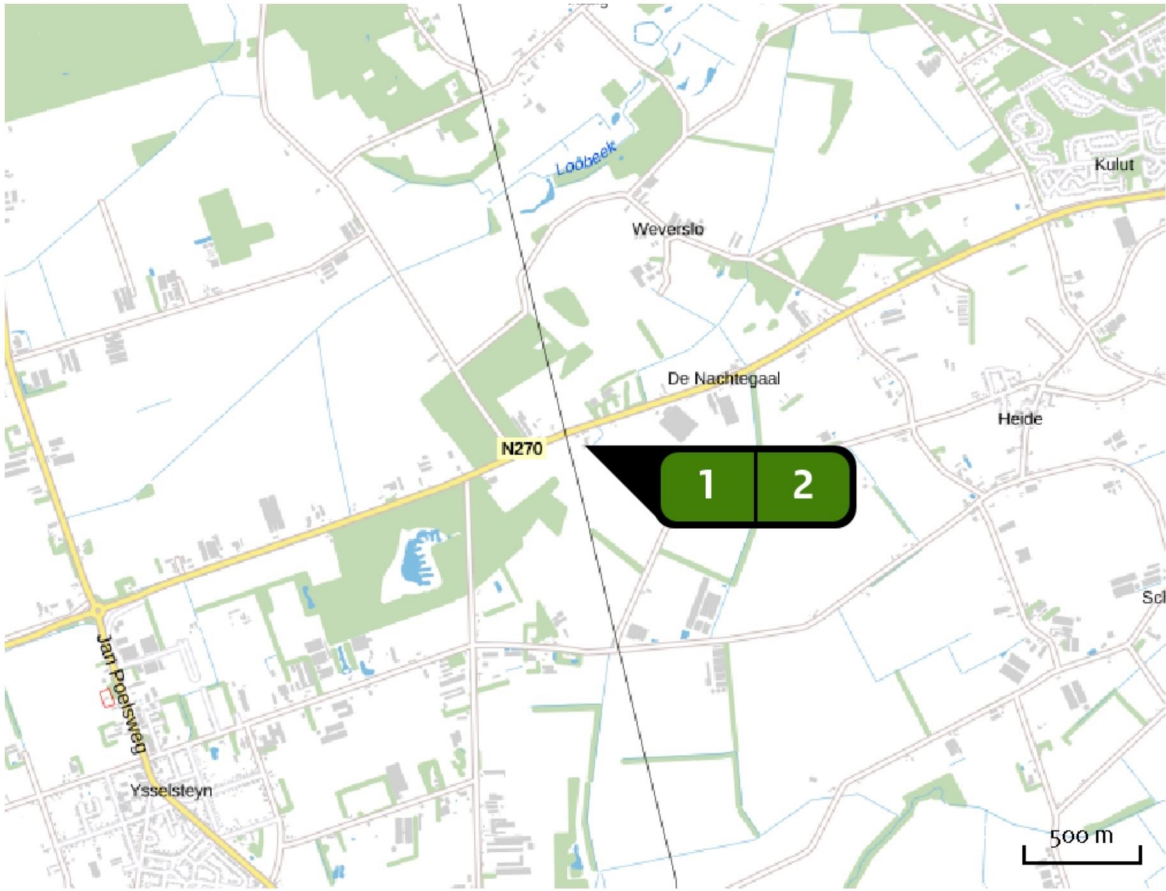 Loobeek
Kulut
Weverslo
De Nachtegaal
Heide
N270
1 2
Jan Poelsweg
Ysselsteyn
500 m